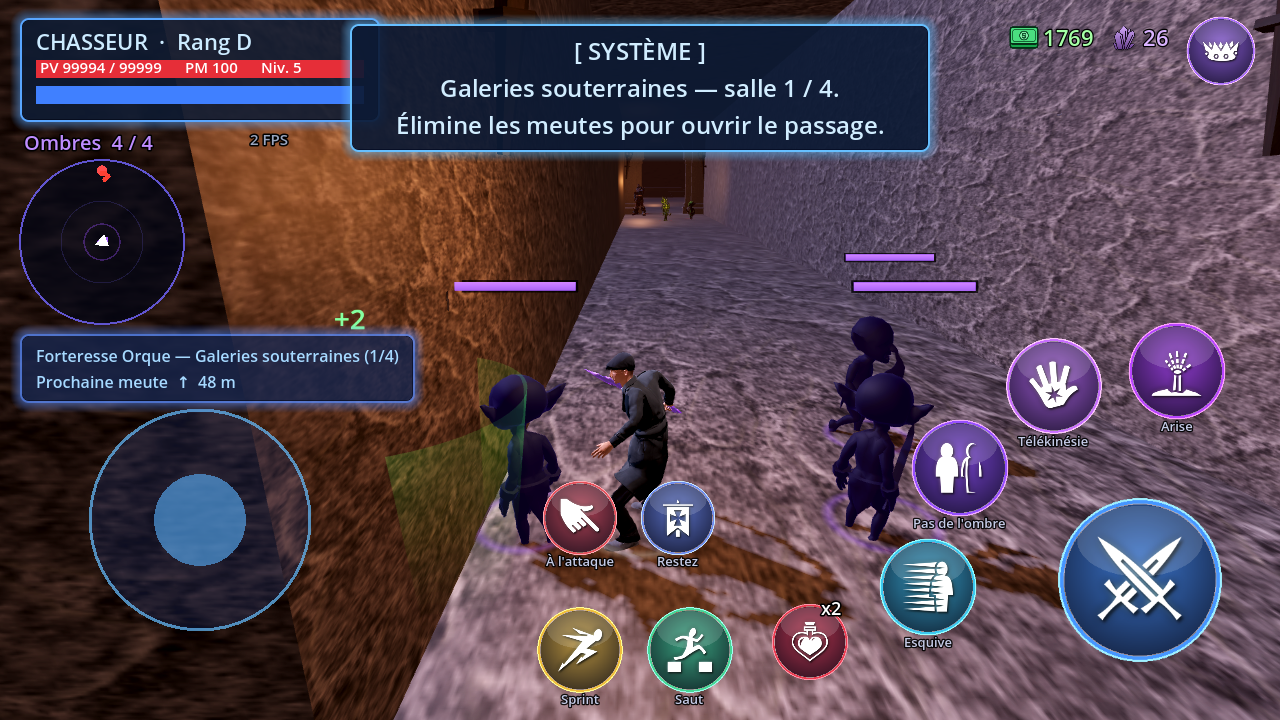 CHASSEUR · Rang D
PV 99994 / 99999 PM 100 Niv. 5
[ SYSTÈME ]
Galeries souterraines — salle 1 / 4.
Élimine les meutes pour ouvrir le passage.
1769
26
Ombres 4 / 4
2 FPS
+2
Forteresse Orque — Galeries souterraines (1/4)
Prochaine meute ↑ 48 m
Télékinésie
Arise
Pas de l'ombre
À l'attaque
Restez
x2
Esquive
Sprint
Saut